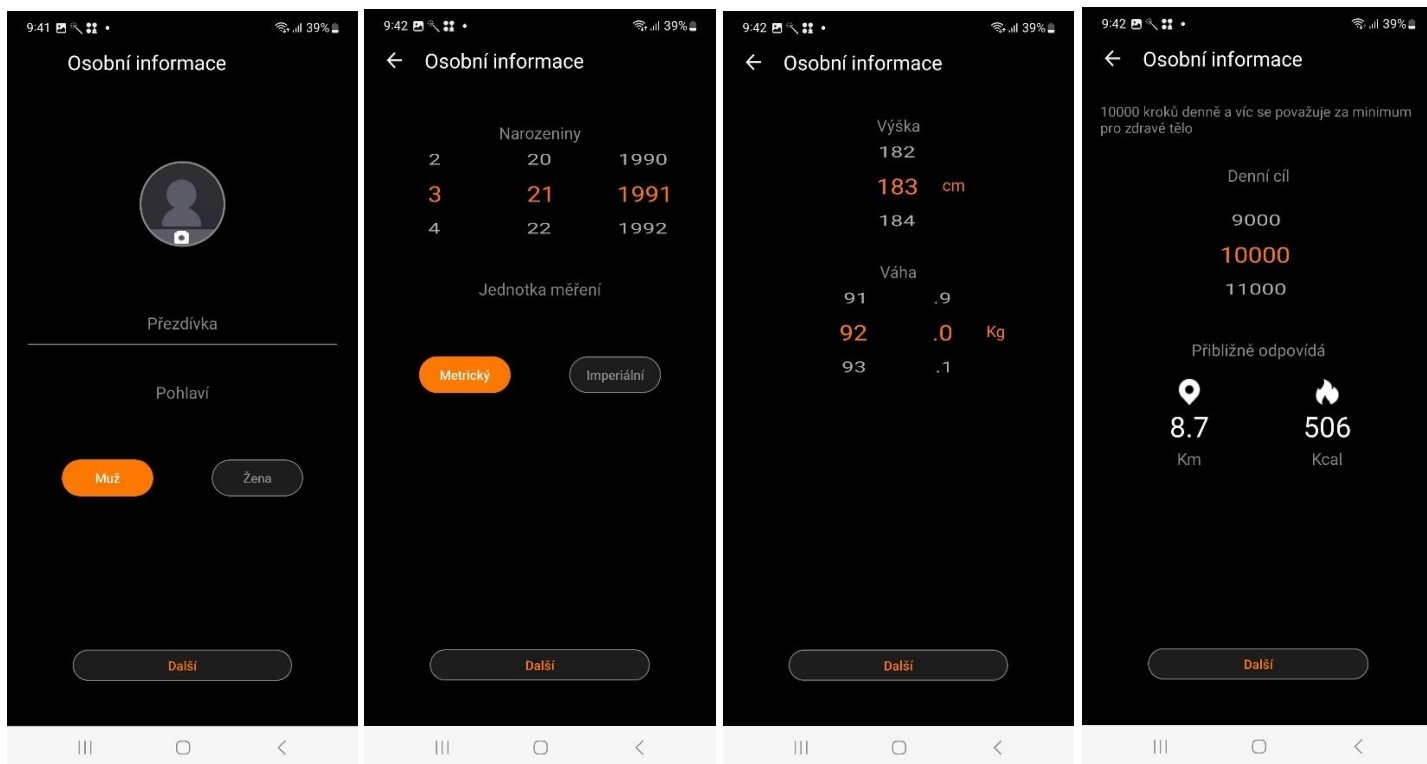 9:41
39%
Osobní informace
Přezdívka
Pohlaví
Muž
Žena
Další
9:42
39%
Osobní informace
Narozeniny
2 20 1990
3 21 1991
4 22 1992
Jednotka měření
Metrický
Imperiální
Další
9:42
39%
Osobní informace
Výška
182
183 cm
184
Váha
91 .9
92 .0 Kg
93 .1
Další
9:42
39%
Osobní informace
10000 kroků denně a víc se považuje za minimum
pro zdravé tělo
Denní cíl
9000
10000
11000
Přibližně odpovídá
8.7 506
Km Kcal
Další